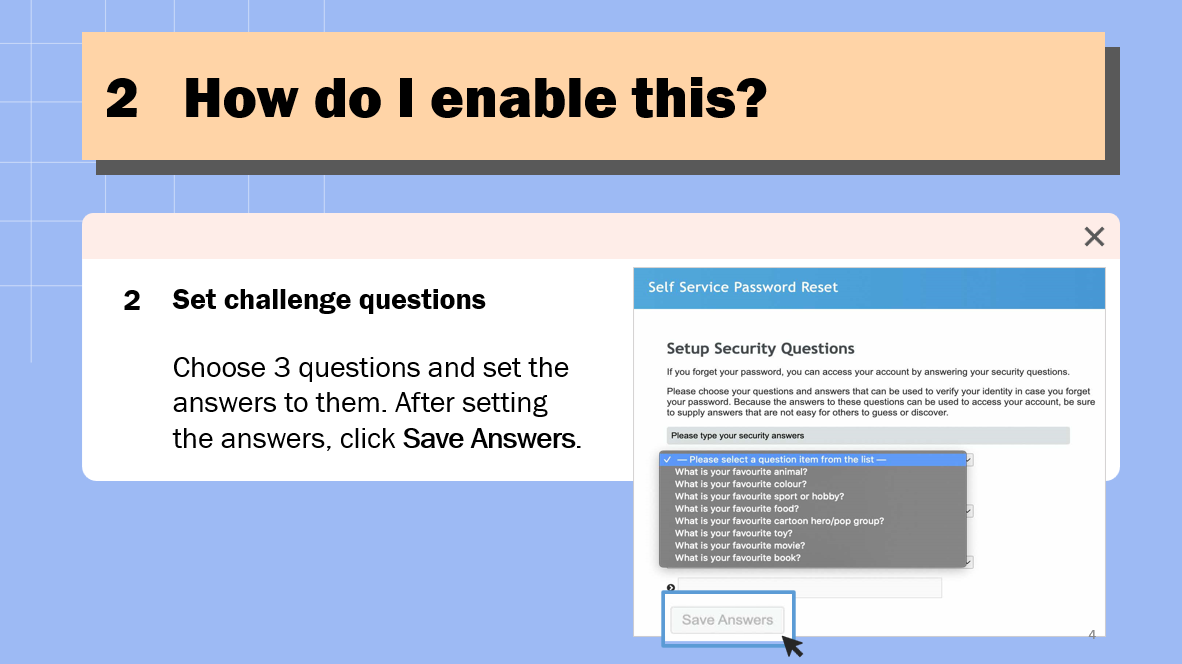 2 How do I enable this?
2 Set challenge questions
Choose 3 questions and set the
answers to them. After setting
the answers, click Save Answers.
Self Service Password Reset
Setup Security Questions
If you forget your password, you can access your account by answering your security questions.
Please choose your questions and answers that can be used to verify your identity in case you forget
your password. Because the answers to these questions can be used to access your account, be sure
to supply answers that are not easy for others to guess or discover.
Please type your security answers
✓ — Please select a question item from the list —
What is your favourite animal?
What is your favourite colour?
What is your favourite sport or hobby?
What is your favourite food?
What is your favourite cartoon hero/pop group?
What is your favourite toy?
What is your favourite movie?
What is your favourite book?
Save Answers
4